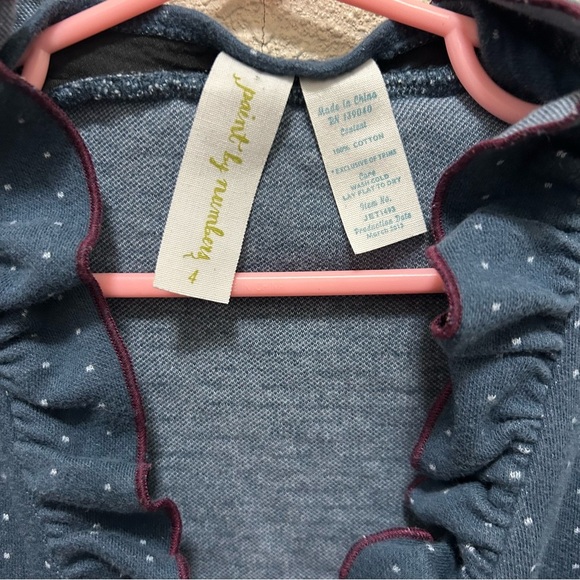 paint by numbers
4
Made in China
RN 139040
Content
100% COTTON
*EXCLUSIVE OF TRIMS
Care
WASH COLD
LAY FLAT TO DRY
Item No.
JET1493
Production Date
March 2013